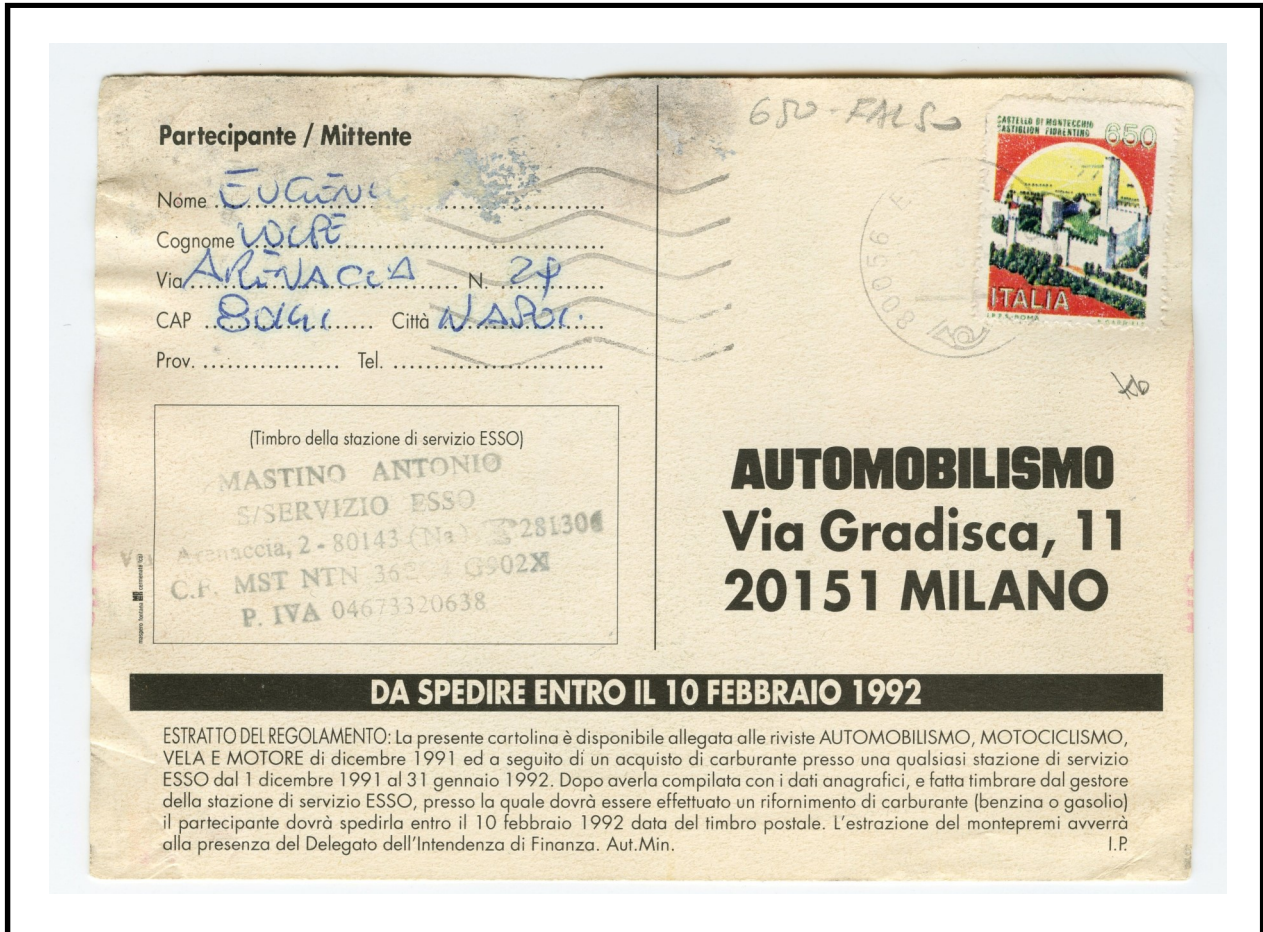 650 - FALSO
Partecipante / Mittente
Nome EUGENIO
Cognome VOLPE
Via ARENACCIA N. 24
CAP 80141 Città NAPOLI
Prov. Tel.
CASTELLO DI MONTECCHIO
CASTIGLION FIORENTINO 650
ITALIA
I.P.Z.S. ROMA
80056 E
(Timbro della stazione di servizio ESSO)
MASTINO ANTONIO
S/SERVIZIO ESSO
Via Arenaccia, 2 - 80143 (Na) ☎ 281306
C.F. MST NTN 36 G902X
P. IVA 04673320638
AUTOMOBILISMO
Via Gradisca, 11
20151 MILANO
DA SPEDIRE ENTRO IL 10 FEBBRAIO 1992
ESTRATTO DEL REGOLAMENTO: La presente cartolina è disponibile allegata alle riviste AUTOMOBILISMO, MOTOCICLISMO,
VELA E MOTORE di dicembre 1991 ed a seguito di un acquisto di carburante presso una qualsiasi stazione di servizio
ESSO dal 1 dicembre 1991 al 31 gennaio 1992. Dopo averla compilata con i dati anagrafici, e fatta timbrare dal gestore
della stazione di servizio ESSO, presso la quale dovrà essere effettuato un rifornimento di carburante (benzina o gasolio)
il partecipante dovrà spedirla entro il 10 febbraio 1992 data del timbro postale. L'estrazione del montepremi avverrà
alla presenza del Delegato dell'Intendenza di Finanza. Aut.Min. I.P.